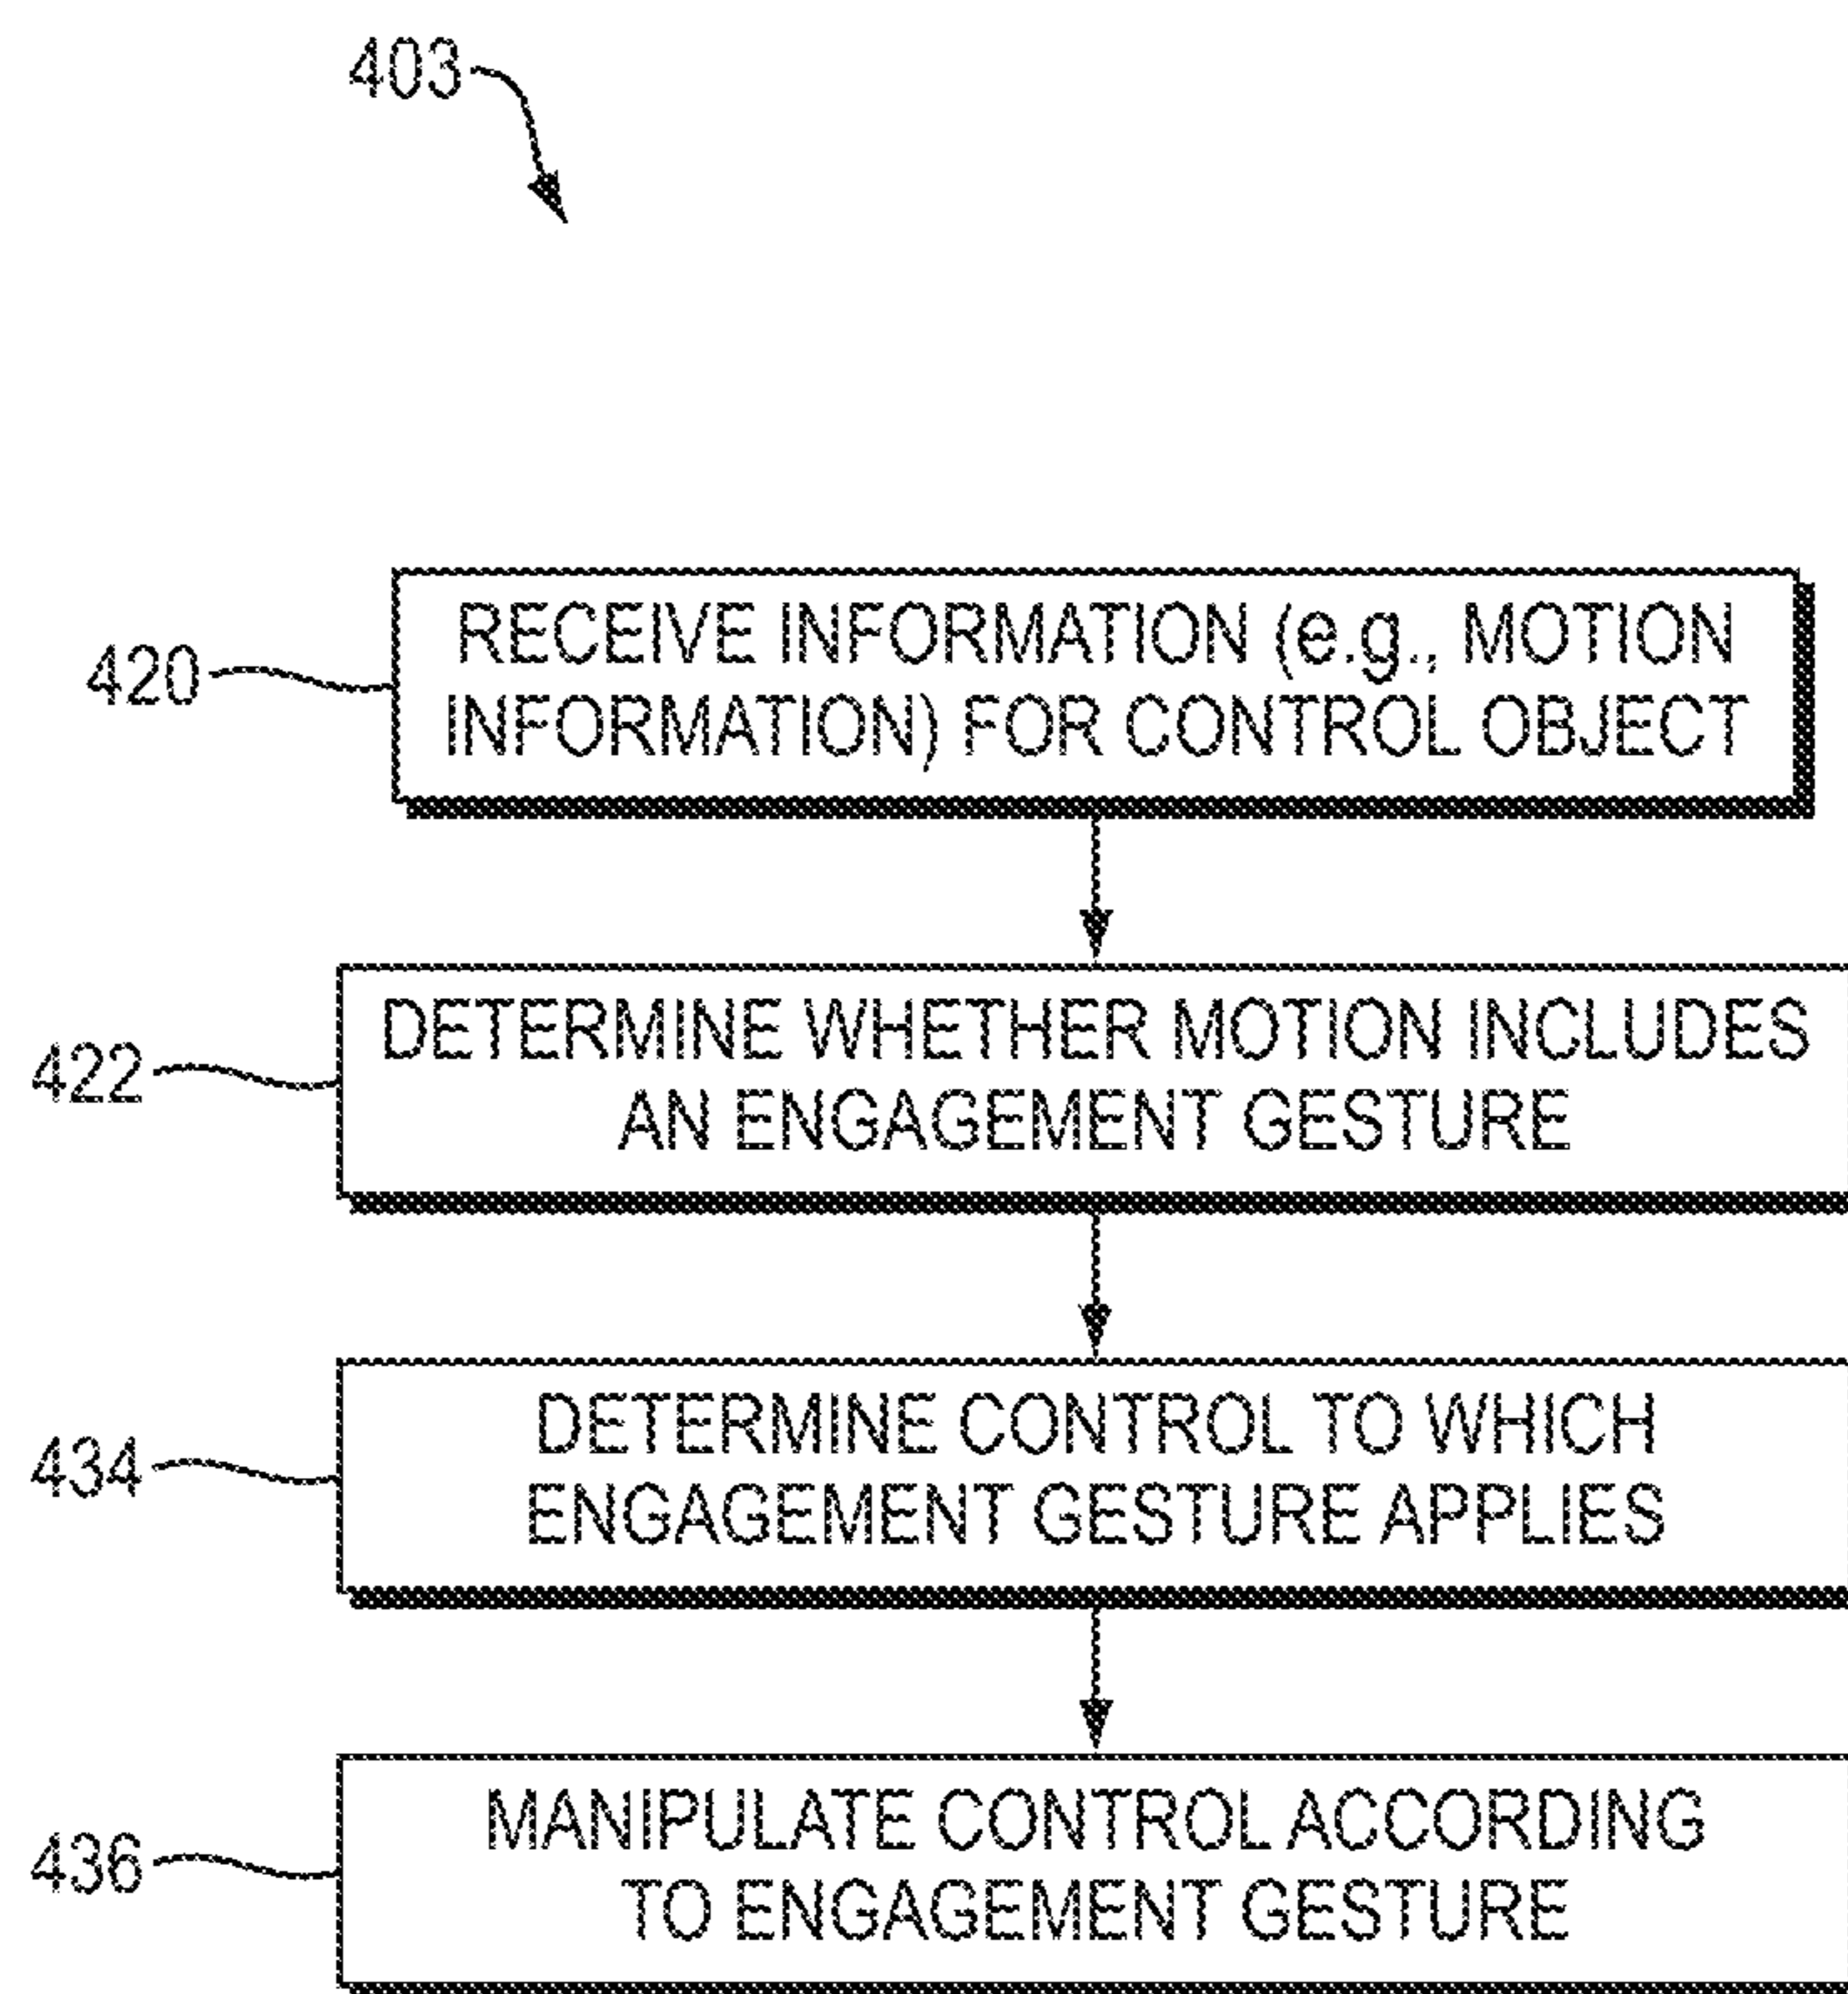 403
420
RECEIVE INFORMATION (e.g., MOTION
INFORMATION) FOR CONTROL OBJECT
422
DETERMINE WHETHER MOTION INCLUDES
AN ENGAGEMENT GESTURE
434
DETERMINE CONTROL TO WHICH
ENGAGEMENT GESTURE APPLIES
436
MANIPULATE CONTROL ACCORDING
TO ENGAGEMENT GESTURE